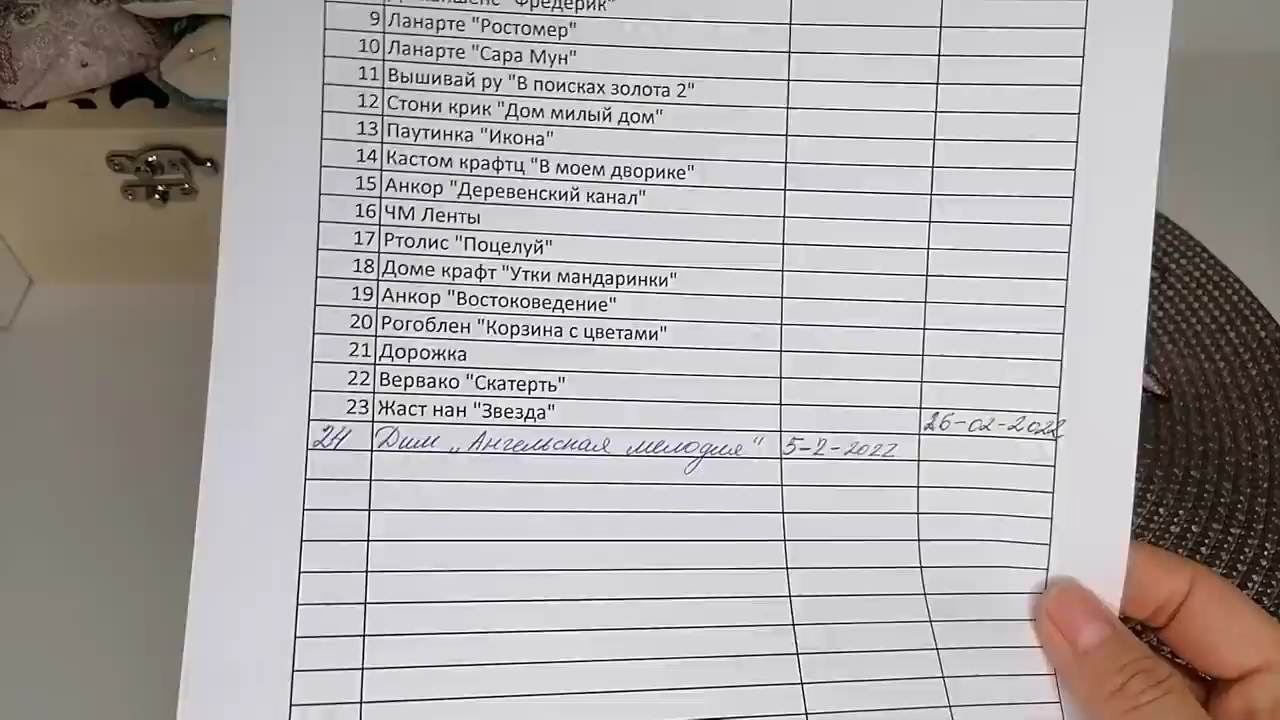 "Фредерик"
9 Ланарте "Ростомер"
10 Ланарте "Сара Мун"
11 Вышивай ру "В поисках золота 2"
12 Стони крик "Дом милый дом"
13 Паутинка "Икона"
14 Кастом крафтц "В моем дворике"
15 Анкор "Деревенский канал"
16 ЧМ Ленты
17 Ртолис "Поцелуй"
18 Доме крафт "Утки мандаринки"
19 Анкор "Востоковедение"
20 Рогоблен "Корзина с цветами"
21 Дорожка
22 Вервако "Скатерть"
23 Жаст нан "Звезда" 26-02-2022
24 Дим „Ангельская мелодия" 5-2-2022